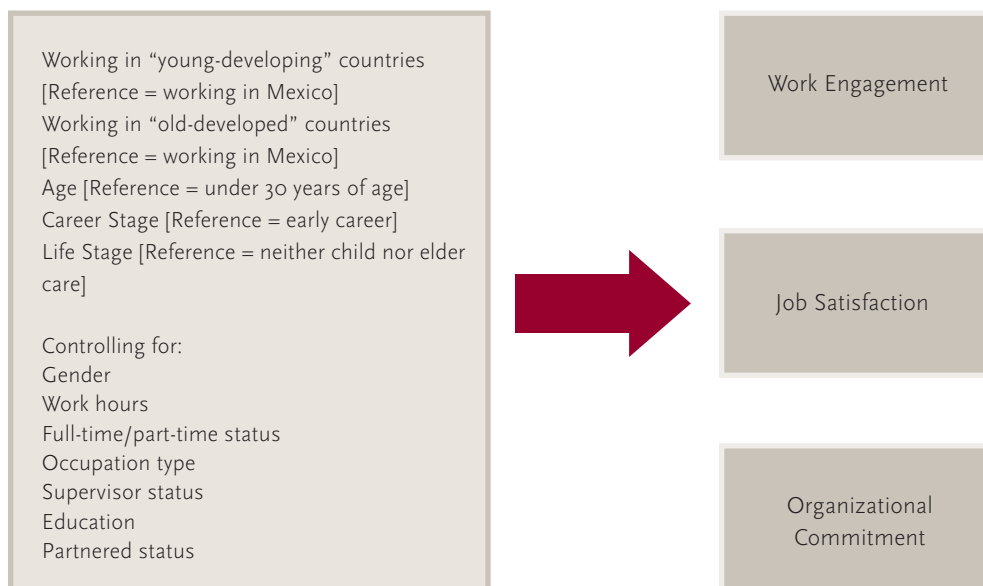 Working in “young-developing” countries
[Reference = working in Mexico]
Working in “old-developed” countries
[Reference = working in Mexico]
Age [Reference = under 30 years of age]
Career Stage [Reference = early career]
Life Stage [Reference = neither child nor elder
care]
Controlling for:
Gender
Work hours
Full-time/part-time status
Occupation type
Supervisor status
Education
Partnered status
Work Engagement
Job Satisfaction
Organizational
Commitment